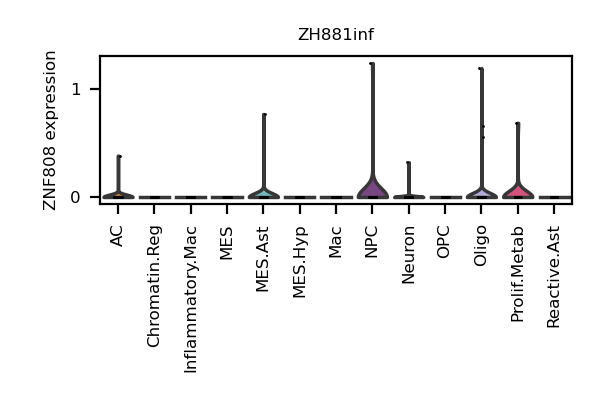 ZH881inf
ZNF808 expression
1
0
AC
Chromatin.Reg
Inflammatory.Mac
MES
MES.Ast
MES.Hyp
Mac
NPC
Neuron
OPC
Oligo
Prolif.Metab
Reactive.Ast